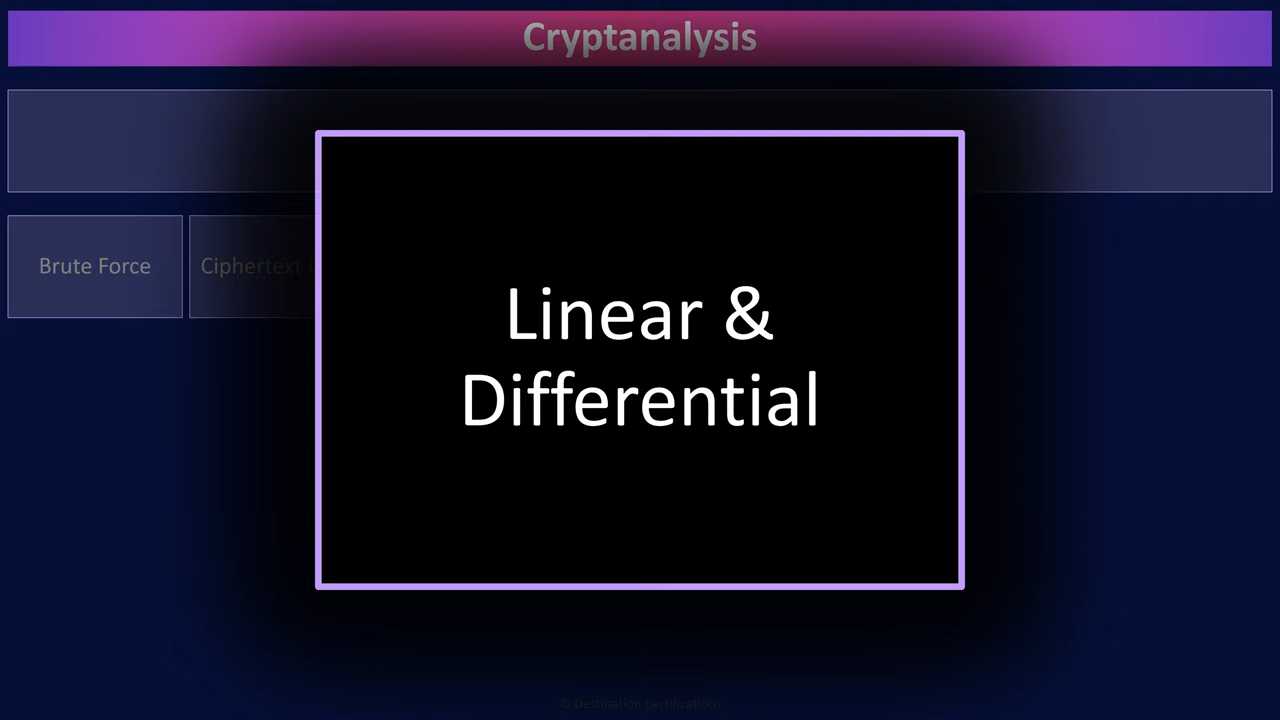 Cryptanalysis
Brute Force
Ciphertext
Linear &
Differential
© Destination Certification